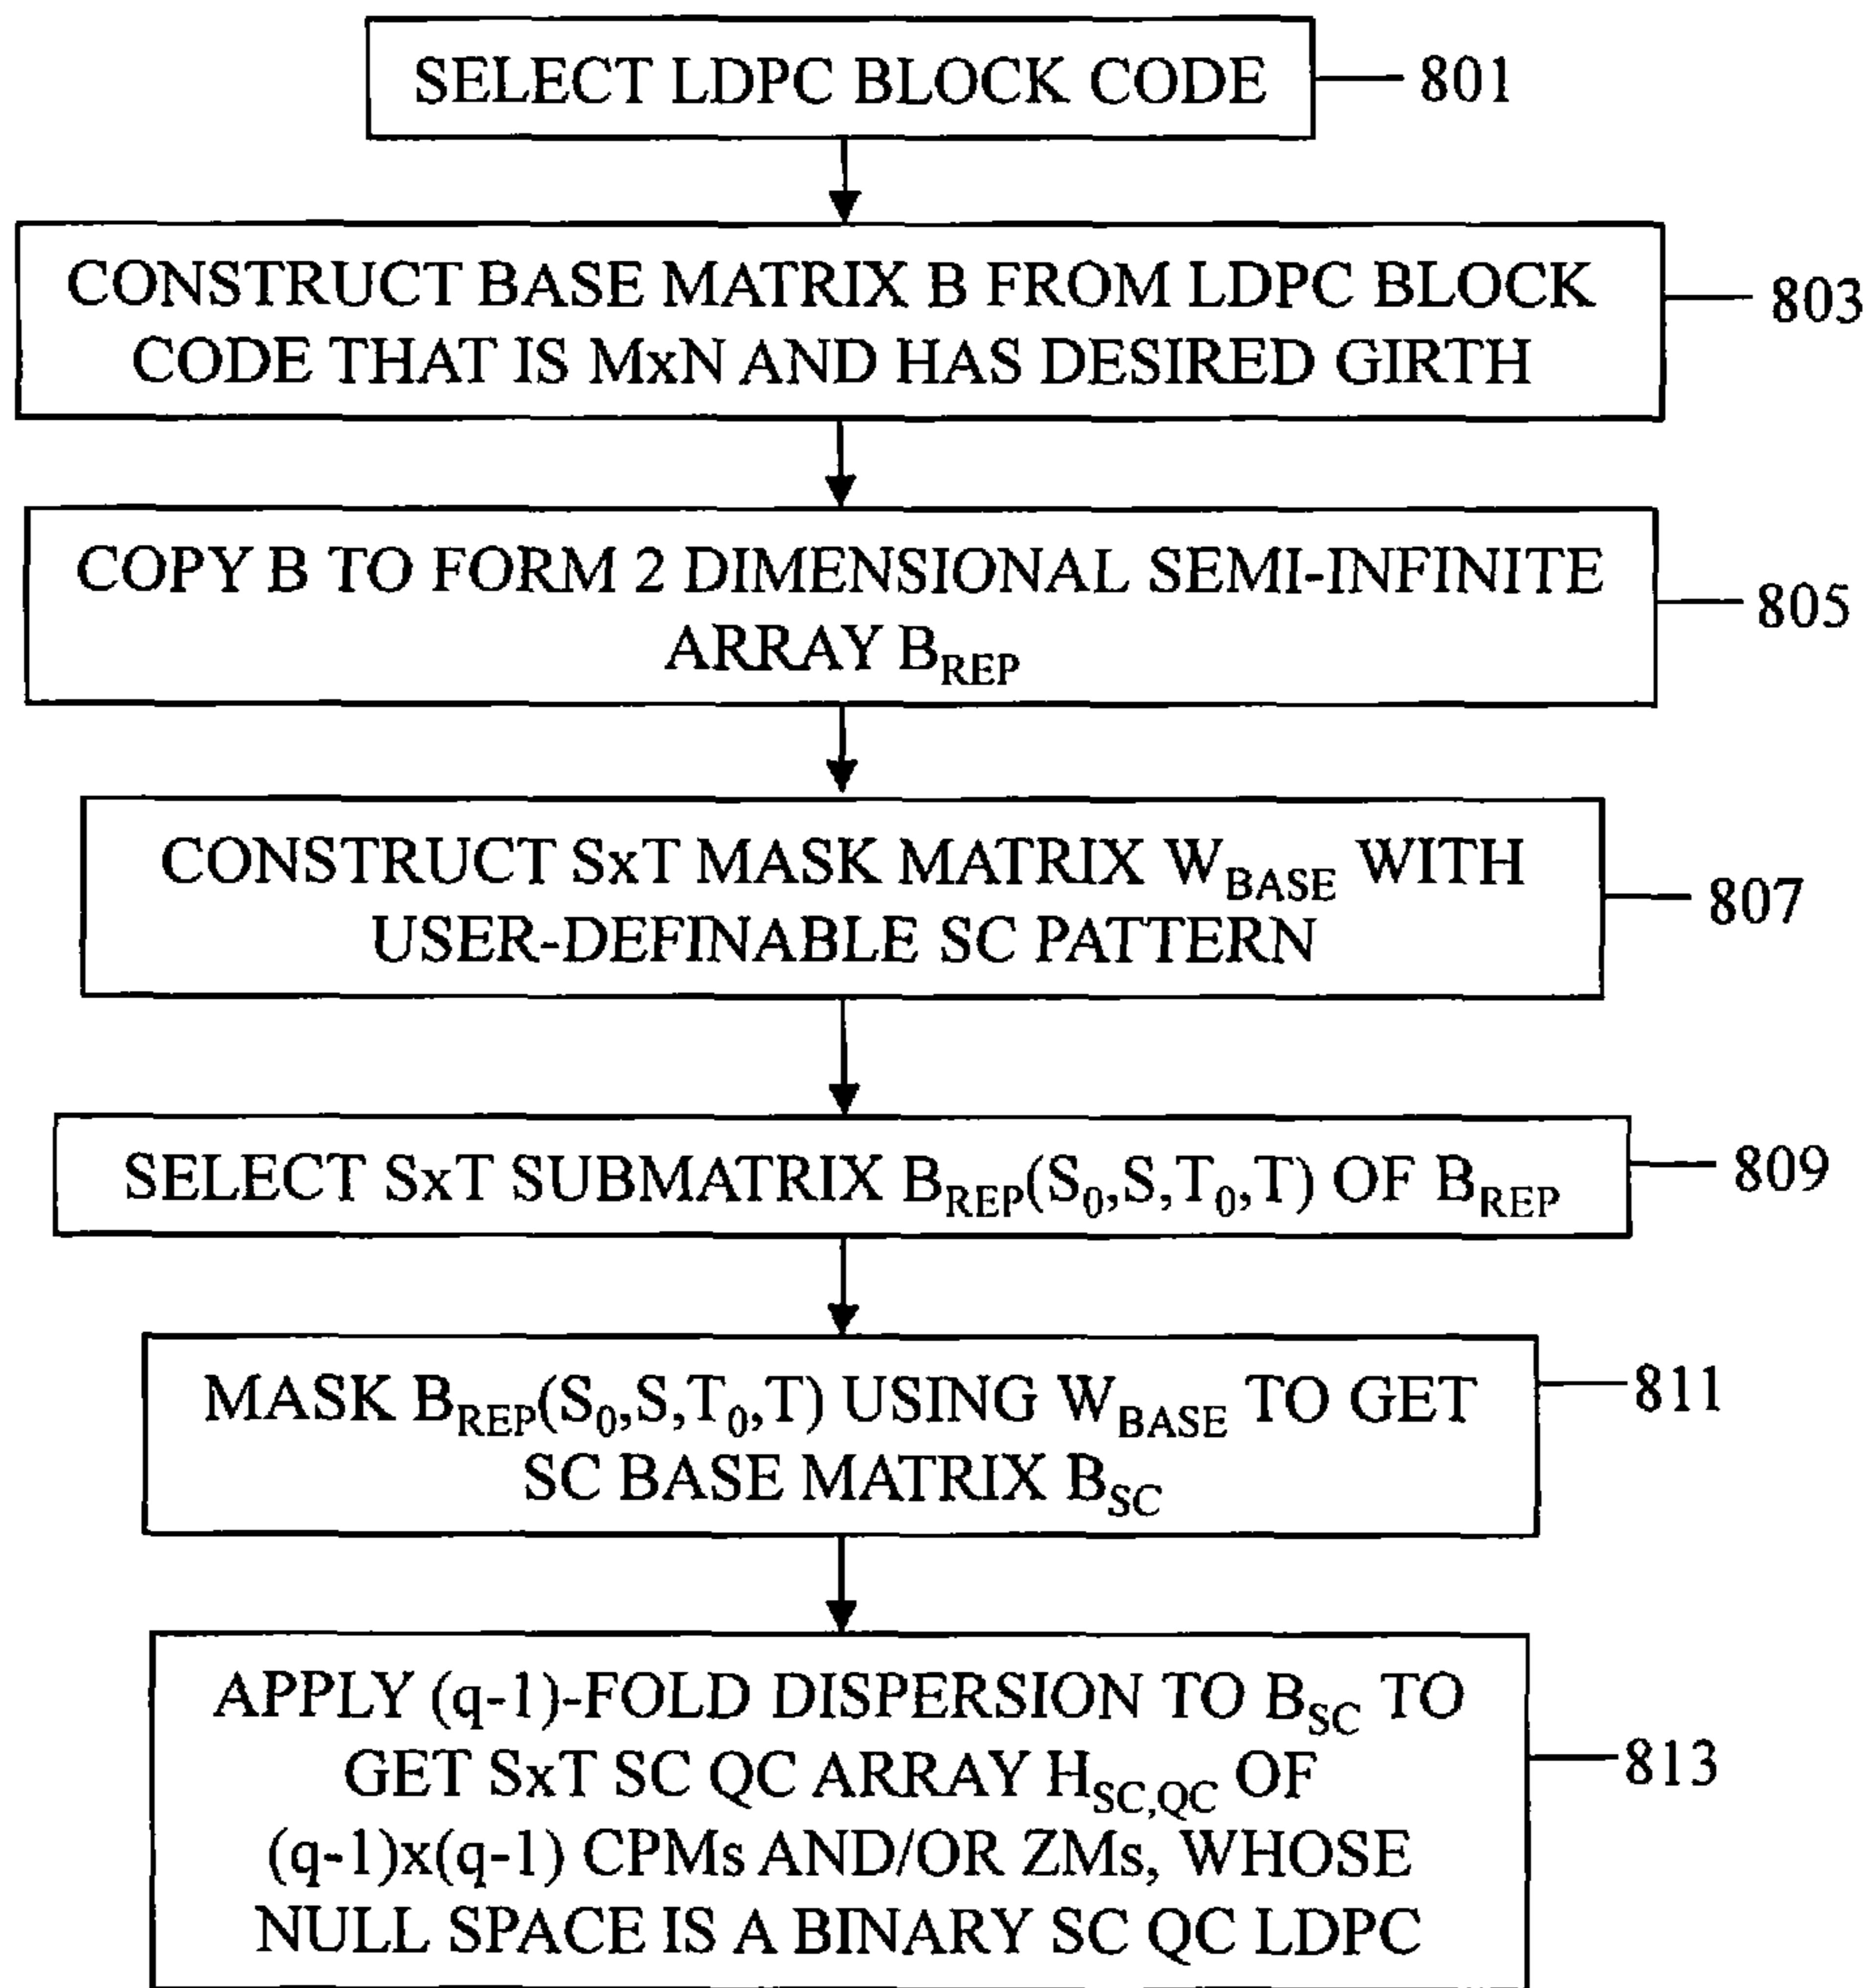 SELECT LDPC BLOCK CODE
801
CONSTRUCT BASE MATRIX B FROM LDPC BLOCK
CODE THAT IS MxN AND HAS DESIRED GIRTH
803
COPY B TO FORM 2 DIMENSIONAL SEMI-INFINITE
ARRAY B_REP
805
CONSTRUCT SxT MASK MATRIX W_BASE WITH
USER-DEFINABLE SC PATTERN
807
SELECT SxT SUBMATRIX B_REP(S_0,S,T_0,T) OF B_REP
809
MASK B_REP(S_0,S,T_0,T) USING W_BASE TO GET
SC BASE MATRIX B_SC
811
APPLY (q-1)-FOLD DISPERSION TO B_SC TO
GET SxT SC QC ARRAY H_SC,QC OF
(q-1)x(q-1) CPMs AND/OR ZMs, WHOSE
NULL SPACE IS A BINARY SC QC LDPC
813